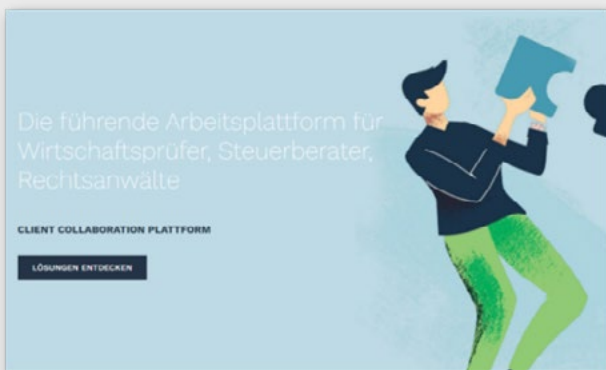 Die führende Arbeitsplattform für
Wirtschaftsprüfer, Steuerberater,
Rechtsanwälte
CLIENT COLLABORATION PLATTFORM
LÖSUNGEN ENTDECKEN